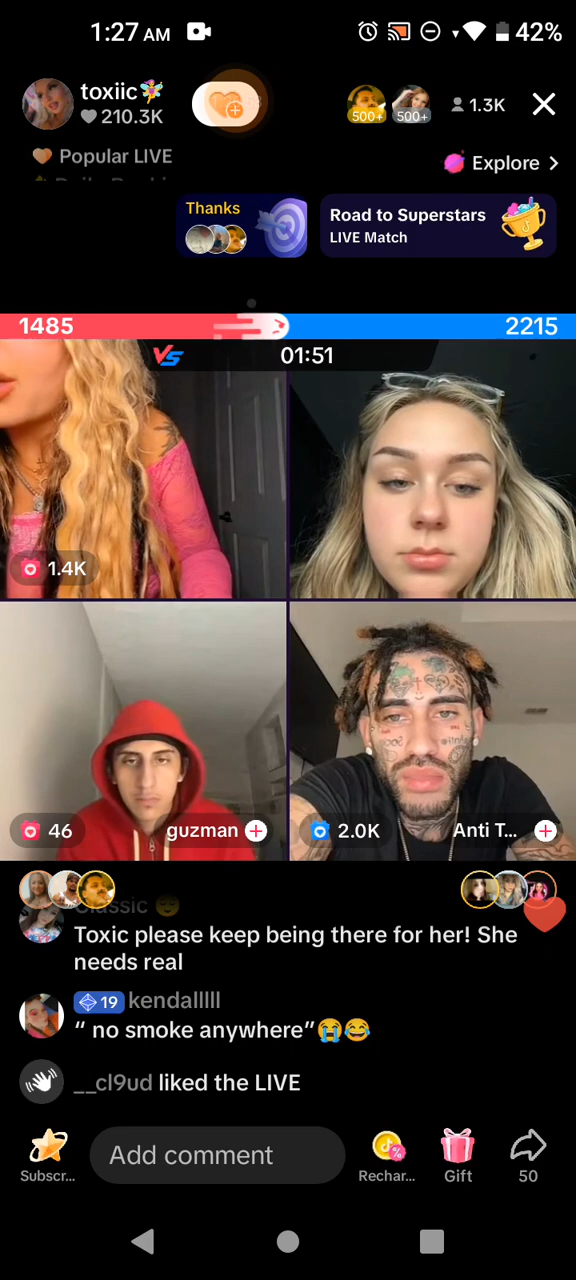 1:27 AM 42%
toxiic🧚‍♀️
210.3K
500+ 500+ 1.3K
Popular LIVE
Explore >
Thanks
Road to Superstars
LIVE Match
1485 2215
VS 01:51
1.4K
46 guzman
2.0K Anti T...
Classic 😌
Toxic please keep being there for her! She
needs real
19 kendalllll
“ no smoke anywhere”😭😂
__cl9ud liked the LIVE
Subscr... Add comment Rechar... Gift 50